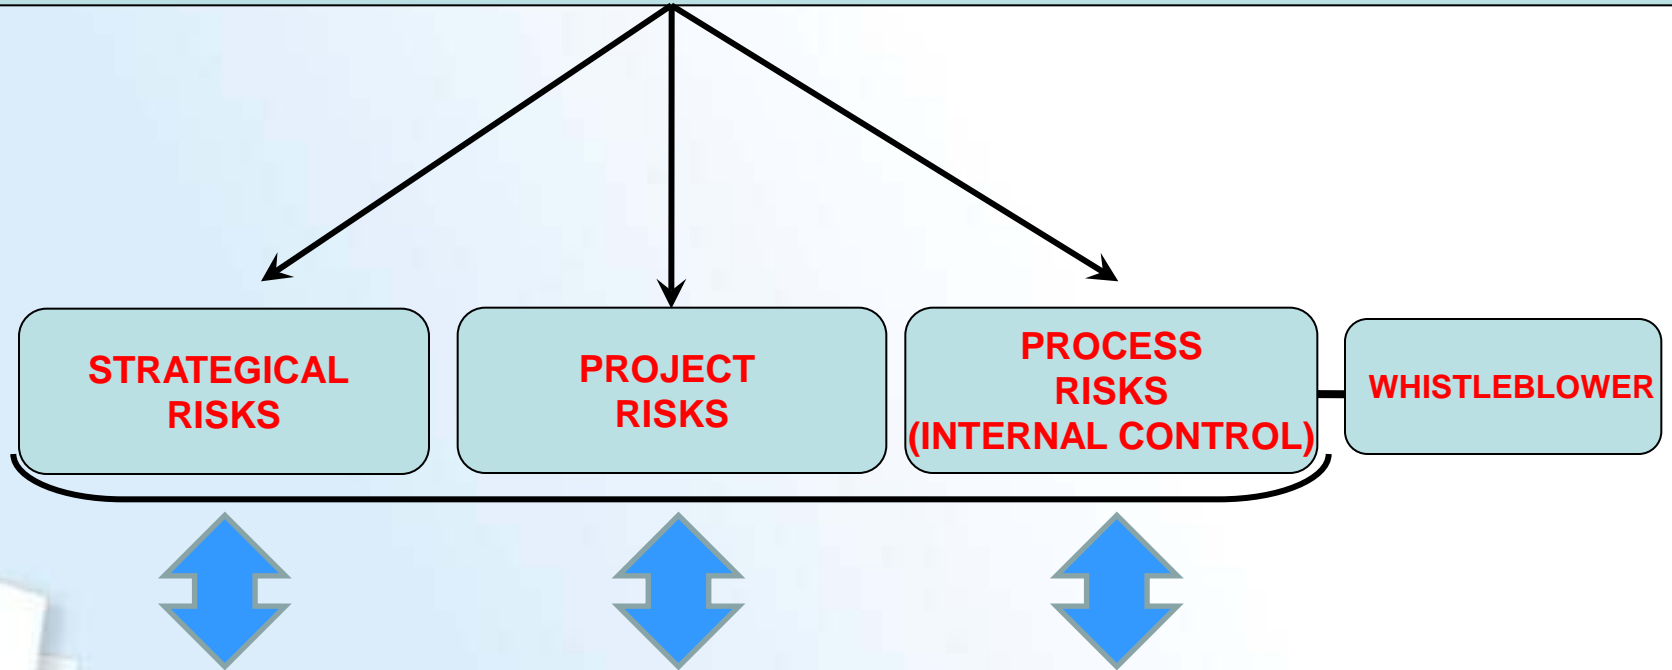 STRATEGICAL
RISKS
PROJECT
RISKS
PROCESS
RISKS
(INTERNAL CONTROL)
WHISTLEBLOWER